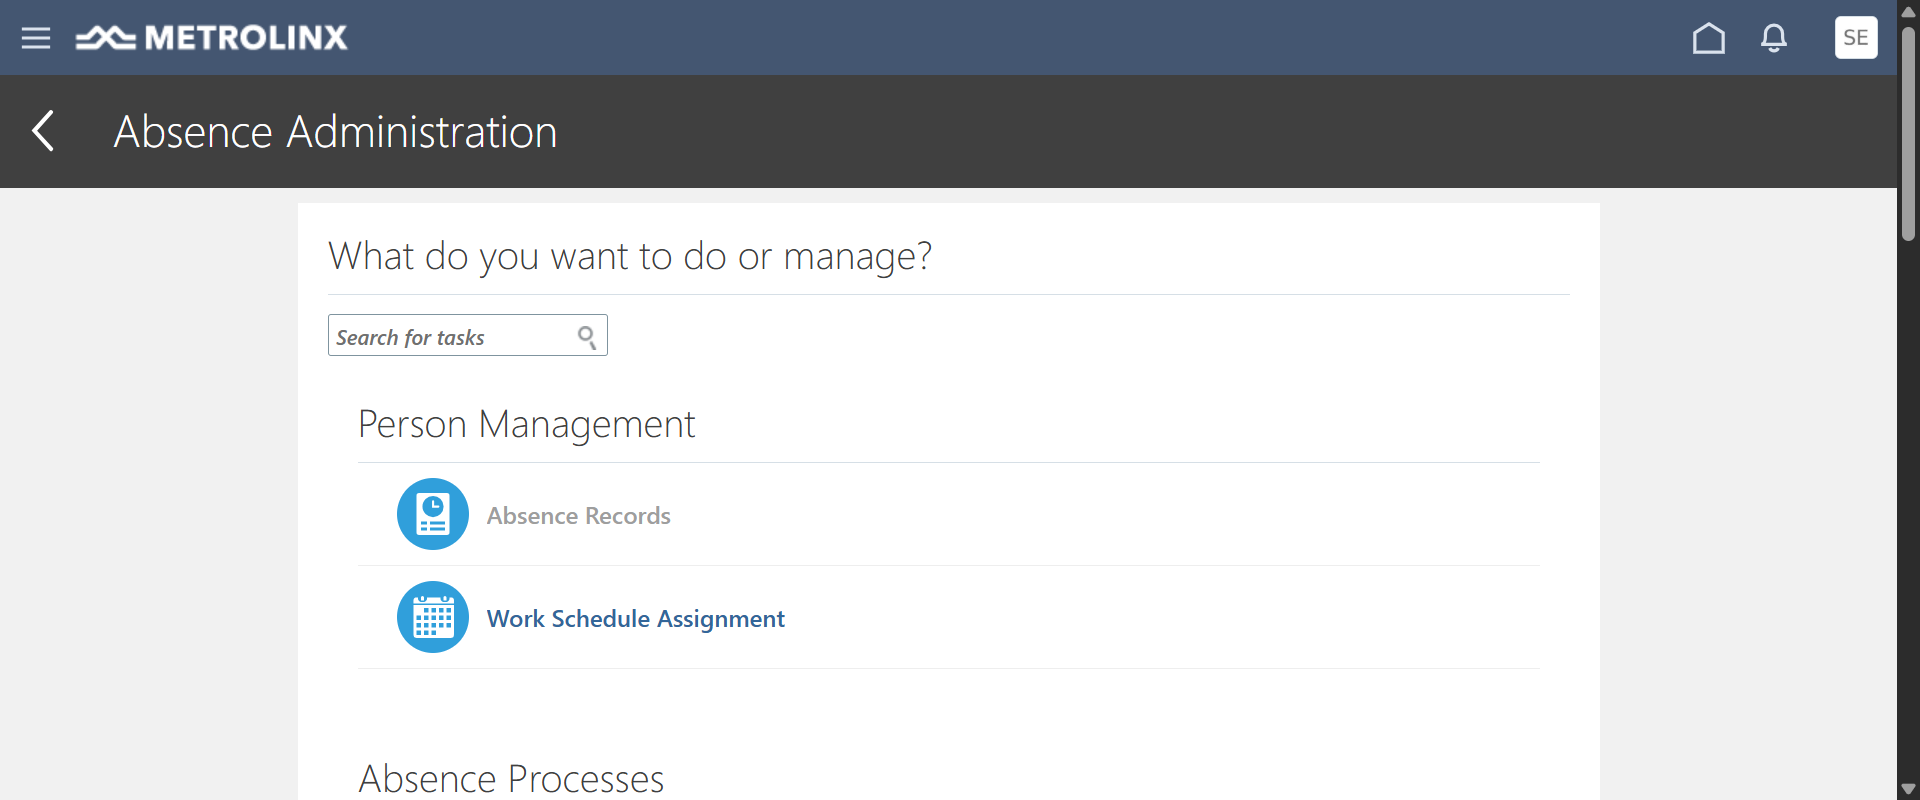 METROLINX
SE
Absence Administration
What do you want to do or manage?
Search for tasks
Person Management
Absence Records
Work Schedule Assignment
Absence Processes